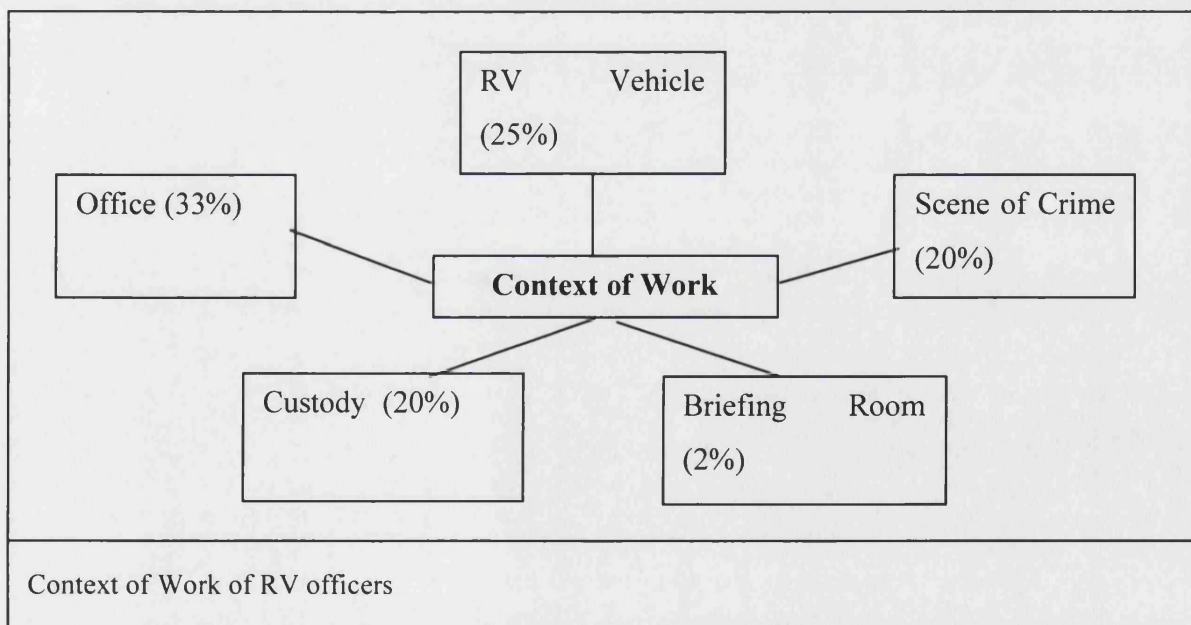 RV Vehicle
(25%)
Office (33%)
Scene of Crime
(20%)
Context of Work
Custody (20%)
Briefing Room
(2%)
Context of Work of RV officers